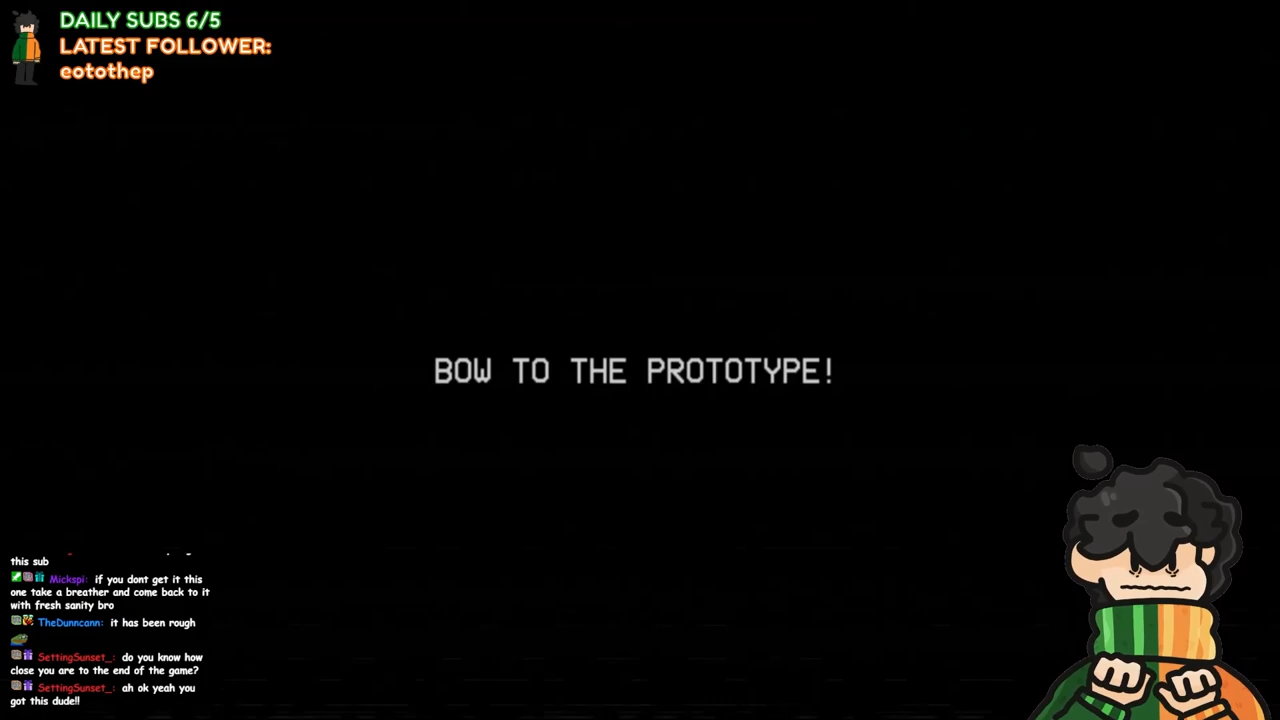 DAILY SUBS 6/5
LATEST FOLLOWER:
eotothep
BOW TO THE PROTOTYPE!
this sub
Mickspi: if you dont get it this
one take a breather and come back to it
with fresh sanity bro
TheDunncann: it has been rough
SettingSunset_: do you know how
close you are to the end of the game?
SettingSunset_: ah ok yeah you
got this dude!!